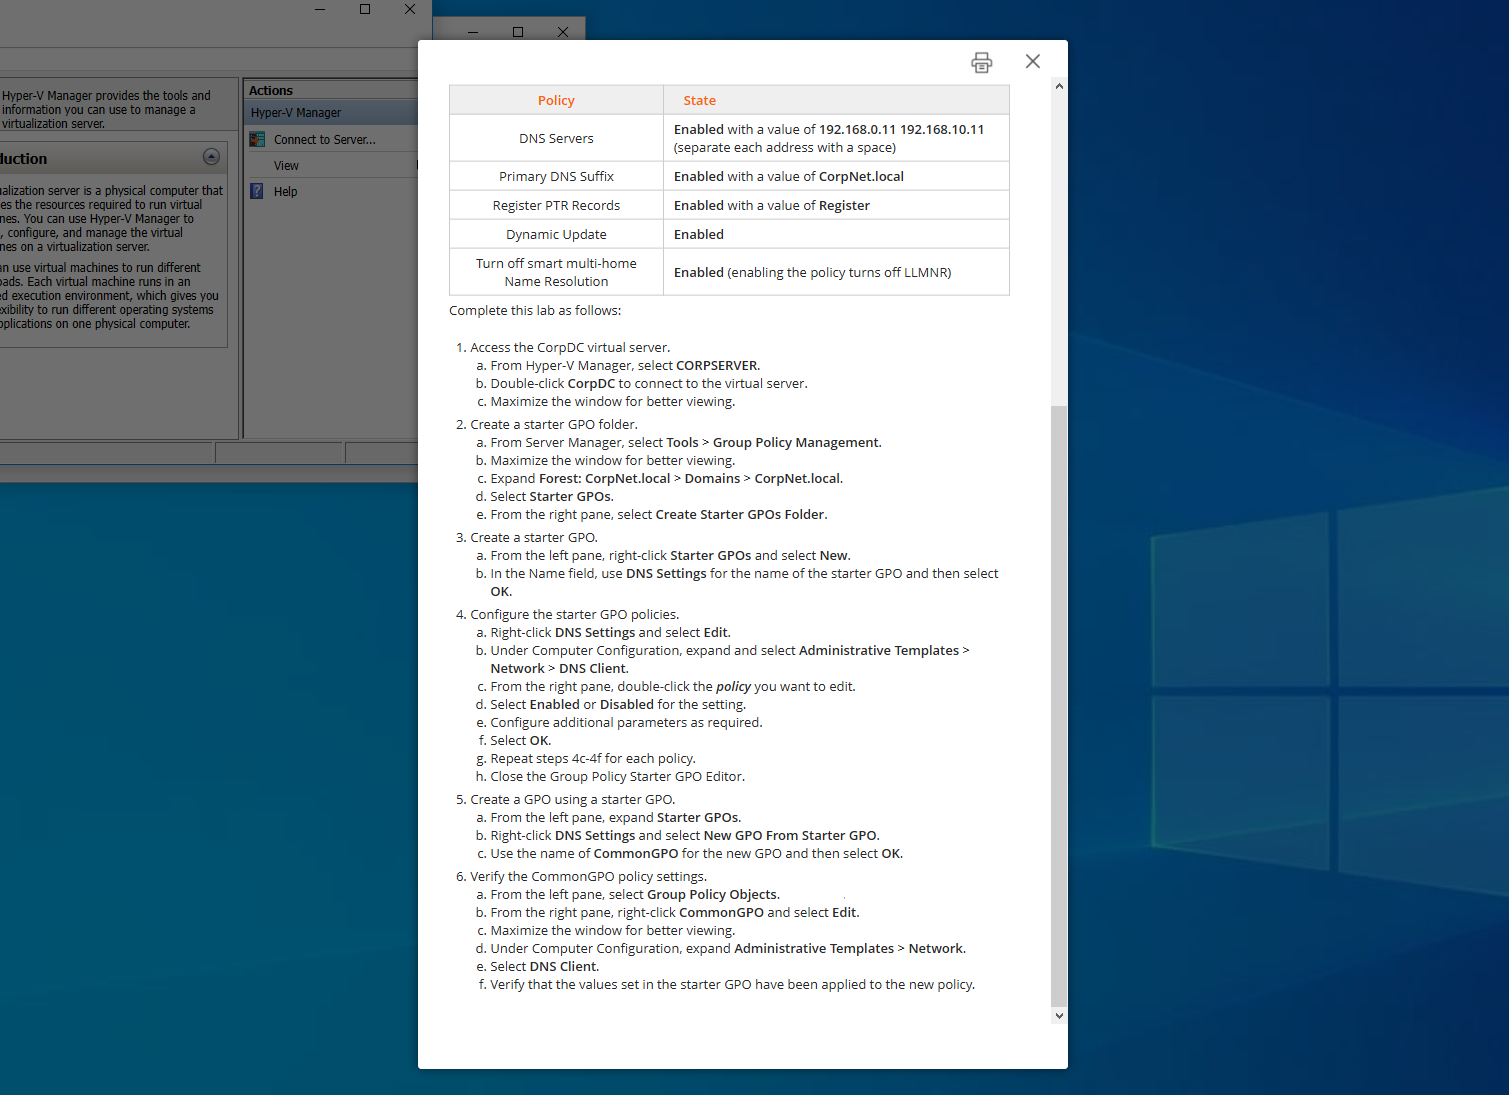 Hyper-V Manager provides the tools and
information you can use to manage a
virtualization server.
duction
alization server is a physical computer that
es the resources required to run virtual
nes. You can use Hyper-V Manager to
, configure, and manage the virtual
nes on a virtualization server.
an use virtual machines to run different
oads. Each virtual machine runs in an
d execution environment, which gives you
exibility to run different operating systems
pplications on one physical computer.
Actions
Hyper-V Manager
Connect to Server...
View
Help
Policy State
DNS Servers Enabled with a value of 192.168.0.11 192.168.10.11
(separate each address with a space)
Primary DNS Suffix Enabled with a value of CorpNet.local
Register PTR Records Enabled with a value of Register
Dynamic Update Enabled
Turn off smart multi-home
Name Resolution
Enabled (enabling the policy turns off LLMNR)
Complete this lab as follows:
1. Access the CorpDC virtual server.
a. From Hyper-V Manager, select CORPSERVER.
b. Double-click CorpDC to connect to the virtual server.
c. Maximize the window for better viewing.
2. Create a starter GPO folder.
a. From Server Manager, select Tools > Group Policy Management.
b. Maximize the window for better viewing.
c. Expand Forest: CorpNet.local > Domains > CorpNet.local.
d. Select Starter GPOs.
e. From the right pane, select Create Starter GPOs Folder.
3. Create a starter GPO.
a. From the left pane, right-click Starter GPOs and select New.
b. In the Name field, use DNS Settings for the name of the starter GPO and then select
OK.
4. Configure the starter GPO policies.
a. Right-click DNS Settings and select Edit.
b. Under Computer Configuration, expand and select Administrative Templates >
Network > DNS Client.
c. From the right pane, double-click the policy you want to edit.
d. Select Enabled or Disabled for the setting.
e. Configure additional parameters as required.
f. Select OK.
g. Repeat steps 4c-4f for each policy.
h. Close the Group Policy Starter GPO Editor.
5. Create a GPO using a starter GPO.
a. From the left pane, expand Starter GPOs.
b. Right-click DNS Settings and select New GPO From Starter GPO.
c. Use the name of CommonGPO for the new GPO and then select OK.
6. Verify the CommonGPO policy settings.
a. From the left pane, select Group Policy Objects.
b. From the right pane, right-click CommonGPO and select Edit.
c. Maximize the window for better viewing.
d. Under Computer Configuration, expand Administrative Templates > Network.
e. Select DNS Client.
f. Verify that the values set in the starter GPO have been applied to the new policy.